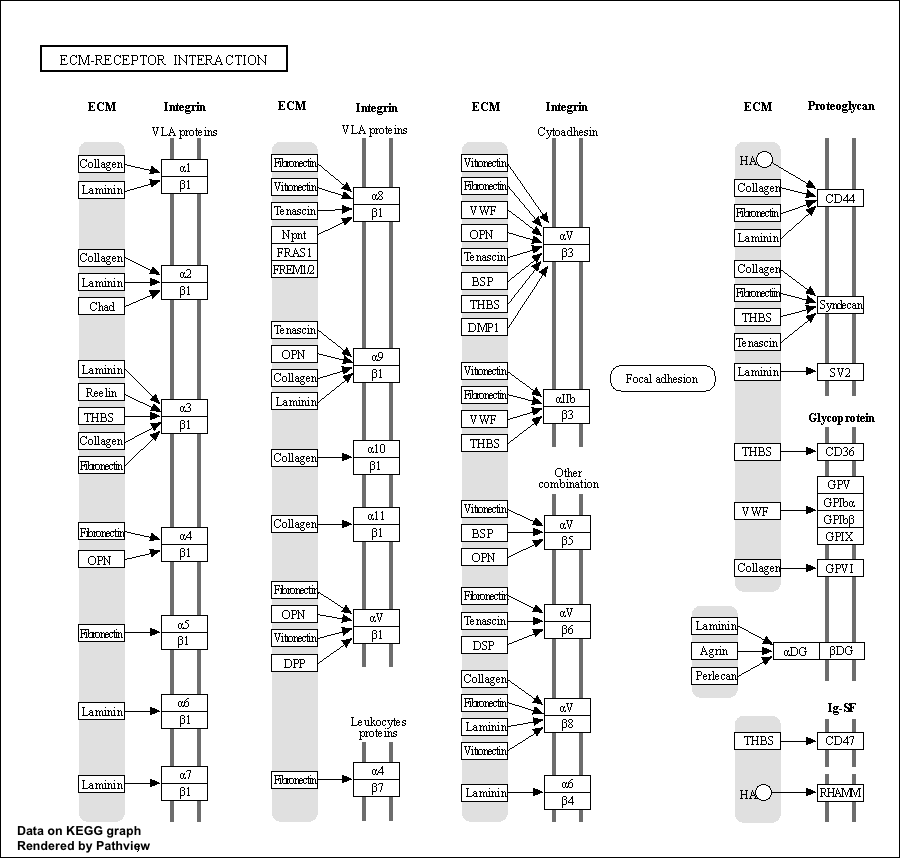 ECM-RECEPTOR INTERACTION
ECM
Integrin
VLA proteins
Collagen
Laminin
α1
β1
Collagen
Laminin
Chad
α2
β1
Laminin
Reelin
THBS
Collagen
Fibronectin
α3
β1
Fibronectin
OPN
α4
β1
Fibronectin
α5
β1
Laminin
α6
β1
Laminin
α7
β1
ECM
Integrin
VLA proteins
Fibronectin
Vitronectin
Tenascin
Npnt
FRAS1
FREM1/2
α8
β1
Tenascin
OPN
Collagen
Laminin
α9
β1
Collagen
α10
β1
Collagen
α11
β1
Fibronectin
OPN
Vitronectin
DPP
αV
β1
Leukocytes
proteins
Fibronectin
α4
β7
ECM
Integrin
Cytoadhesin
Vitronectin
Fibronectin
VWF
OPN
Tenascin
BSP
THBS
DMP1
αV
β3
Vitronectin
Fibronectin
VWF
THBS
αIIb
β3
Other
combination
Vitronectin
BSP
OPN
αV
β5
Fibronectin
Tenascin
DSP
αV
β6
Collagen
Fibronectin
Laminin
Vitronectin
αV
β8
Laminin
α6
β4
Focal adhesion
ECM
Proteoglycan
HA
Collagen
Fibronectin
Laminin
CD44
Collagen
Fibronectin
THBS
Tenascin
Syndecan
Laminin
SV2
Glycoprotein
THBS
CD36
VWF
GPV
GPIbα
GPIbβ
GPIX
Collagen
GPVI
Laminin
Agrin
Perlecan
αDG
βDG
Ig-SF
THBS
CD47
HA
RHAMM
Data on KEGG graph
Rendered by Pathview